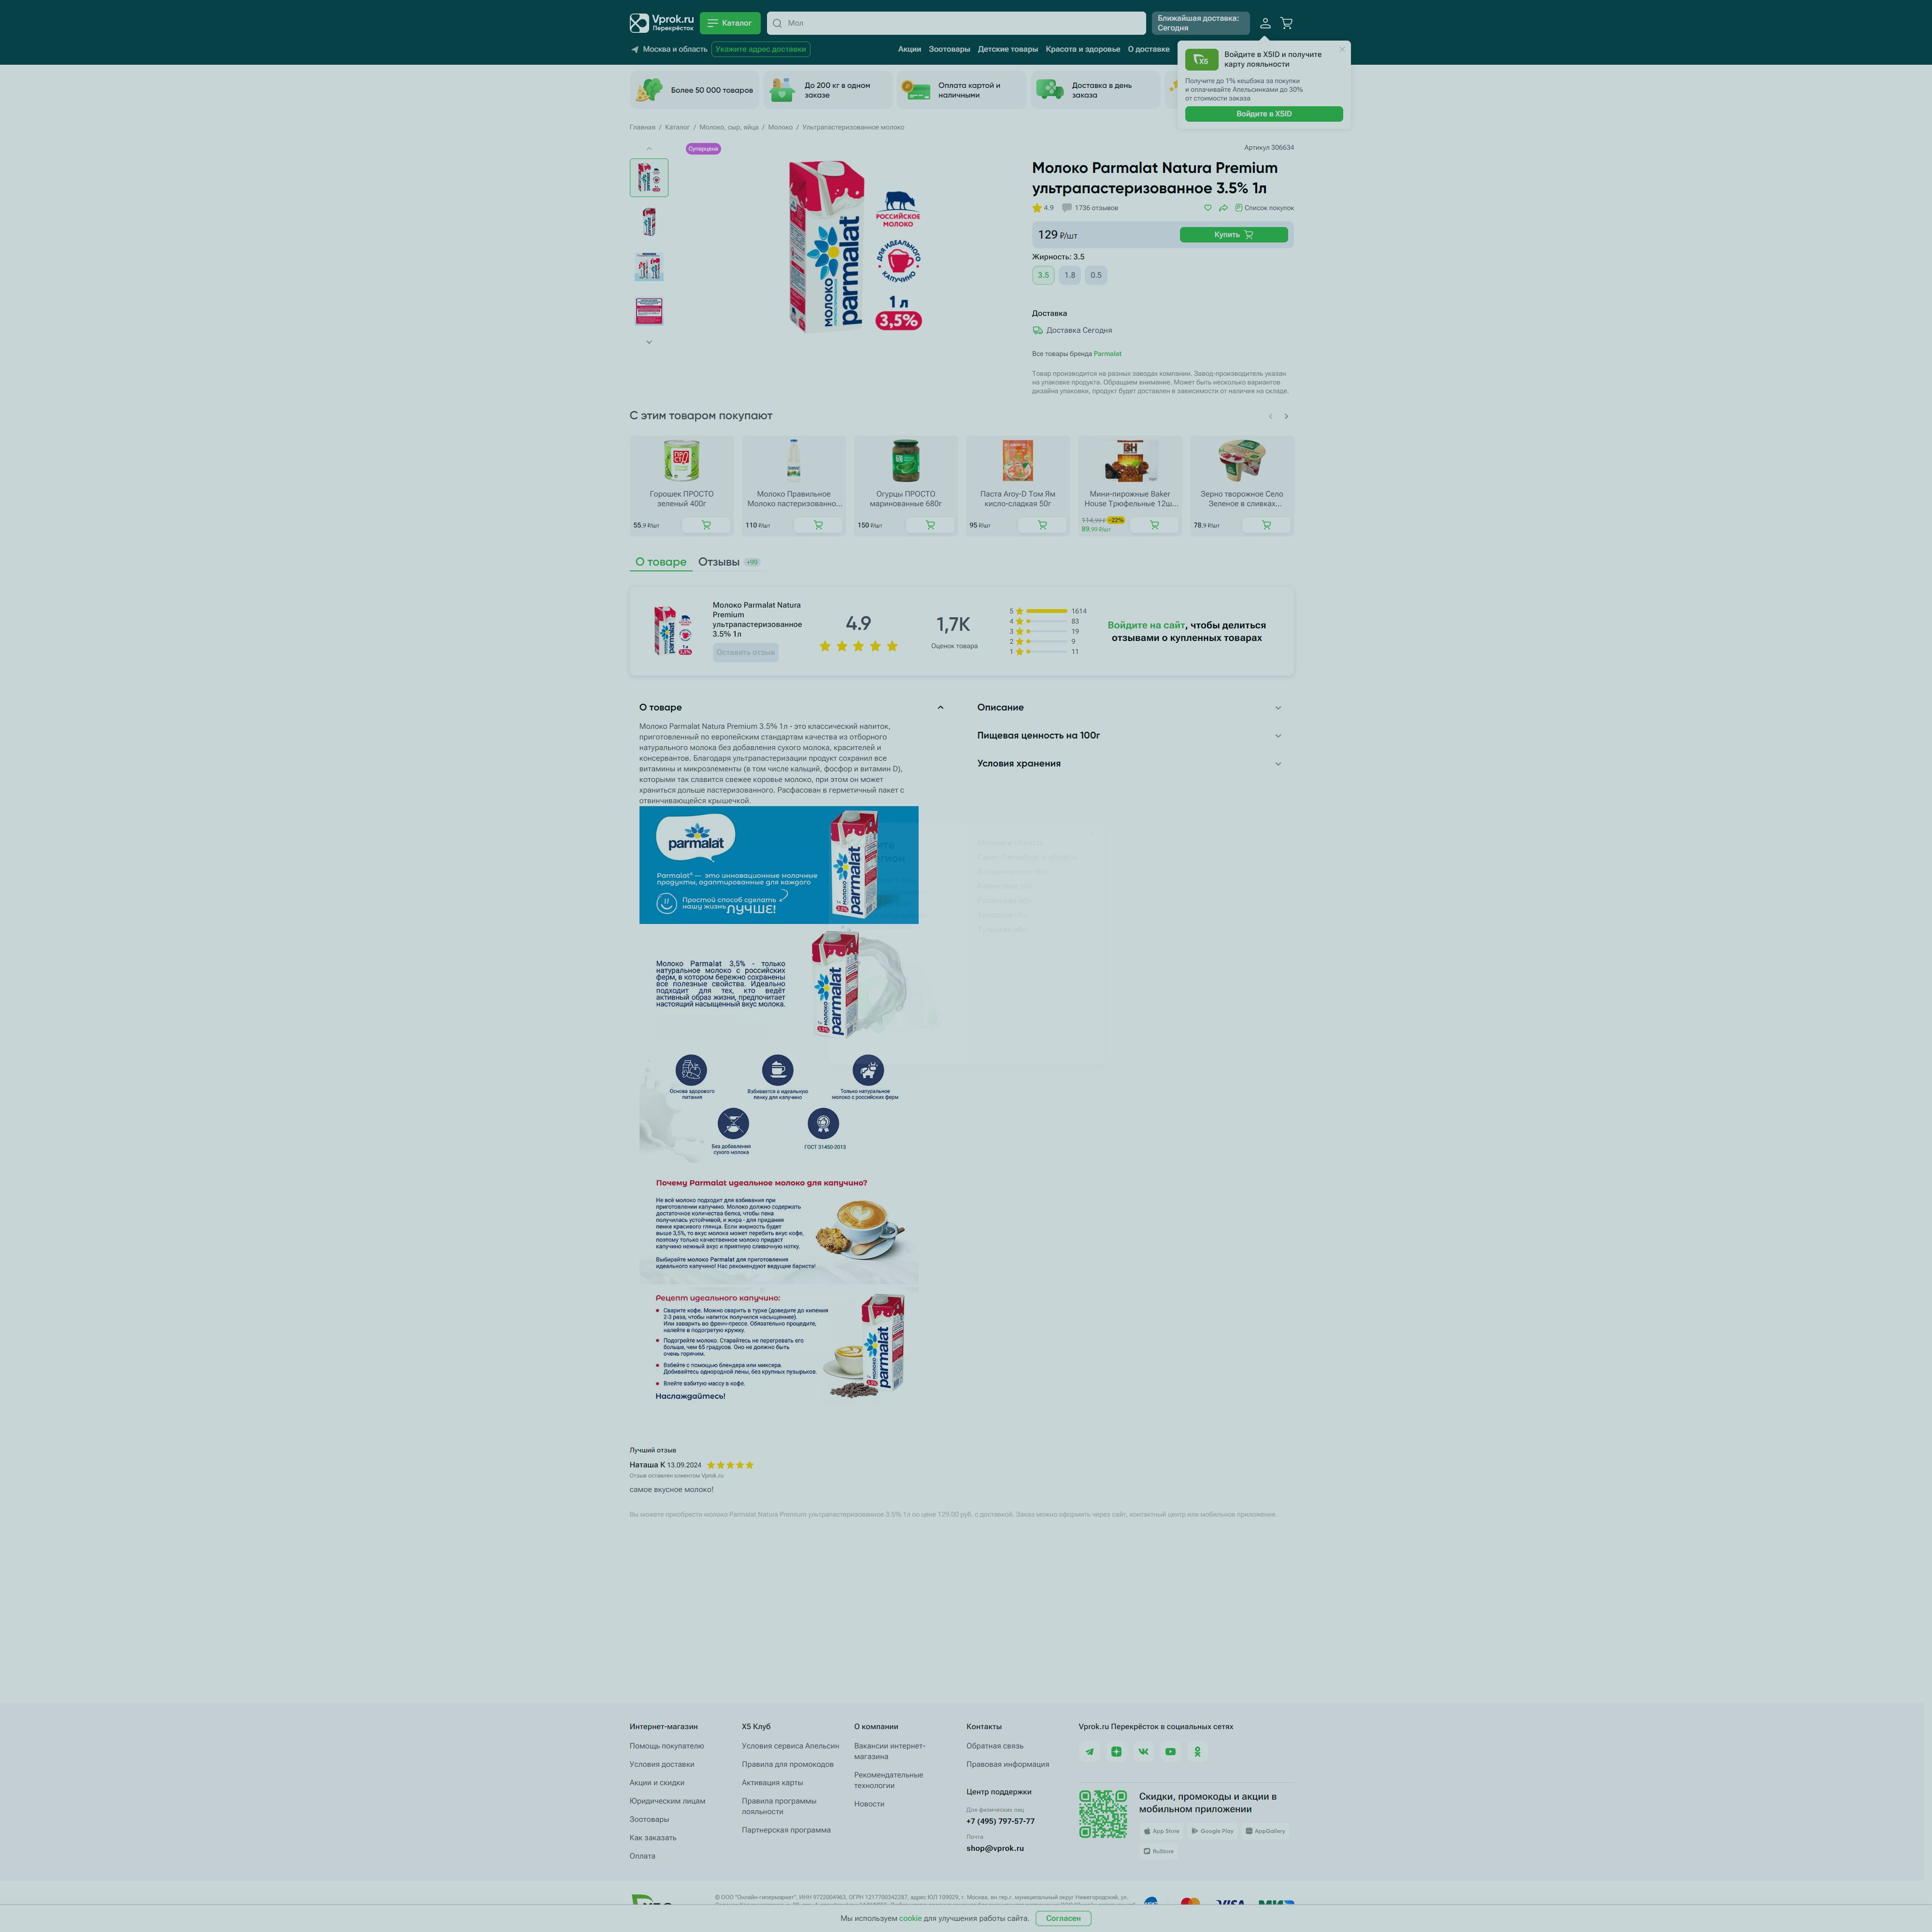 Vprok.ru
Перекрёсток
Каталог
Мол
Ближайшая доставка:
Сегодня
Москва и область
Укажите адрес доставки
Акции
Зоотовары
Детские товары
Красота и здоровье
О доставке
X5
Войдите в X5ID и получите
карту лояльности
Получите до 1% кешбэка за покупки
и оплачивайте Апельсинками до 30%
от стоимости заказа
Войдите в X5ID
Более 50 000 товаров
До 200 кг в одном
заказе
Оплата картой и
наличными
Доставка в день
заказа
Главная / Каталог / Молоко, сыр, яйца / Молоко / Ультрапастеризованное молоко
Суперцена
Артикул 306634
МОЛОКО
parmalat
РОССИЙСКОЕ
МОЛОКО
ДЛЯ ИДЕАЛЬНОГО
КАПУЧИНО
1 л
3,5%
Молоко Parmalat Natura Premium
ультрапастеризованное 3.5% 1л
4.9
1736 отзывов
Список покупок
129 ₽/шт
Купить
Жирность: 3.5
3.5
1.8
0.5
Доставка
Доставка Сегодня
Все товары бренда Parmalat
Товар производится на разных заводах компании. Завод-производитель указан
на упаковке продукта. Обращаем внимание. Может быть несколько вариантов
дизайна упаковки, продукт будет доставлен в зависимости от наличия на складе.
С этим товаром покупают
Горошек ПРОСТО
зеленый 400г
55,9 ₽/шт
Молоко Правильное
Молоко пастеризованно...
110 ₽/шт
Огурцы ПРОСТО
маринованные 680г
150 ₽/шт
Паста Aroy-D Том Ям
кисло-сладкая 50г
95 ₽/шт
Мини-пирожные Baker
House Трюфельные 12ш...
114,99 ₽ -22%
89,99 ₽/шт
Зерно творожное Село
Зеленое в сливках...
78,9 ₽/шт
О товаре
Отзывы
+99
Молоко Parmalat Natura
Premium
ультрапастеризованное
3.5% 1л
Оставить отзыв
4.9
1,7K
Оценок товара
5 1614
4 83
3 19
2 9
1 11
Войдите на сайт, чтобы делиться
отзывами о купленных товарах
О товаре
Молоко Parmalat Natura Premium 3.5% 1л - это классический напиток,
приготовленный по европейским стандартам качества из отборного
натурального молока без добавления сухого молока, красителей и
консервантов. Благодаря ультрапастеризации продукт сохранил все
витамины и микроэлементы (в том числе кальций, фосфор и витамин D),
которыми так славится свежее коровье молоко, при этом он может
храниться дольше пастеризованного. Расфасован в герметичный пакет с
отвинчивающейся крышечкой.
Описание
Пищевая ценность на 100г
Условия хранения
parmalat
Parmalat® — это инновационные молочные
продукты, адаптированные для каждого
Простой способ сделать
нашу жизнь ЛУЧШЕ!
МОЛОКО
parmalat
Молоко Parmalat 3,5% - только
натуральное молоко с российских
ферм, в котором бережно сохранены
все полезные свойства. Идеально
подходит для тех, кто ведёт
активный образ жизни, предпочитает
настоящий насыщенный вкус молока.
МОЛОКО
parmalat
Основа здорового
питания
Взбивается в идеальную
пенку для капучино
Только натуральное
молоко с российских ферм
Без добавления
сухого молока
ГОСТ 31450-2013
Почему Parmalat идеальное молоко для капучино?
Не всё молоко подходит для взбивания при
приготовлении капучино. Молоко должно содержать
достаточное количества белка, чтобы пена
получилась устойчивой, и жира - для придания
пенке красивого глянца. Если жирность будет
выше 3,5%, то вкус молока может перебить вкус кофе,
поэтому только качественное молоко придаст
капучино нежный вкус и приятную сливочную нотку.
Выбирайте молоко Parmalat для приготовления
идеального капучино! Нас рекомендуют ведущие бариста!
Рецепт идеального капучино:
Сварите кофе. Можно сварить в турке (доведите до кипения
2-3 раза, чтобы напиток получился насыщеннее).
Или заварить во френч-прессе. Обязательно процедите,
налейте в подогретую кружку.
Подогрейте молоко. Старайтесь не перегревать его
больше, чем 65 градусов. Оно не должно быть
очень горячим.
Взбейте с помощью блендера или миксера.
Добивайтесь однородной пены, без крупных пузырьков.
Влейте взбитую массу в кофе.
Наслаждайтесь!
МОЛОКО
parmalat
Лучший отзыв
Наташа К 13.09.2024
Отзыв оставлен клиентом Vprok.ru
самое вкусное молоко!
Вы можете приобрести молоко Parmalat Natura Premium ультрапастеризованное 3.5% 1л по цене 129.00 руб. с доставкой. Заказ можно оформить через сайт, контактный центр или мобильное приложение.
Интернет-магазин
Помощь покупателю
Условия доставки
Акции и скидки
Юридическим лицам
Зоотовары
Как заказать
Оплата
X5 Клуб
Условия сервиса Апельсин
Правила для промокодов
Активация карты
Правила программы
лояльности
Партнерская программа
О компании
Вакансии интернет-
магазина
Рекомендательные
технологии
Новости
Контакты
Обратная связь
Правовая информация
Центр поддержки
Для физических лиц
+7 (495) 797-57-77
Почта
shop@vprok.ru
Vprok.ru Перекрёсток в социальных сетях
Скидки, промокоды и акции в
мобильном приложении
App Store
Google Play
AppGallery
RuStore
© ООО "Онлайн-гипермаркет", ИНН 9722004963, ОГРН 1217700342287, адрес ЮЛ 109029, г. Москва, вн.тер.г. муниципальный округ Нижегородский, ул.
VISA
МИР
Мы используем cookie для улучшения работы сайта.
Согласен